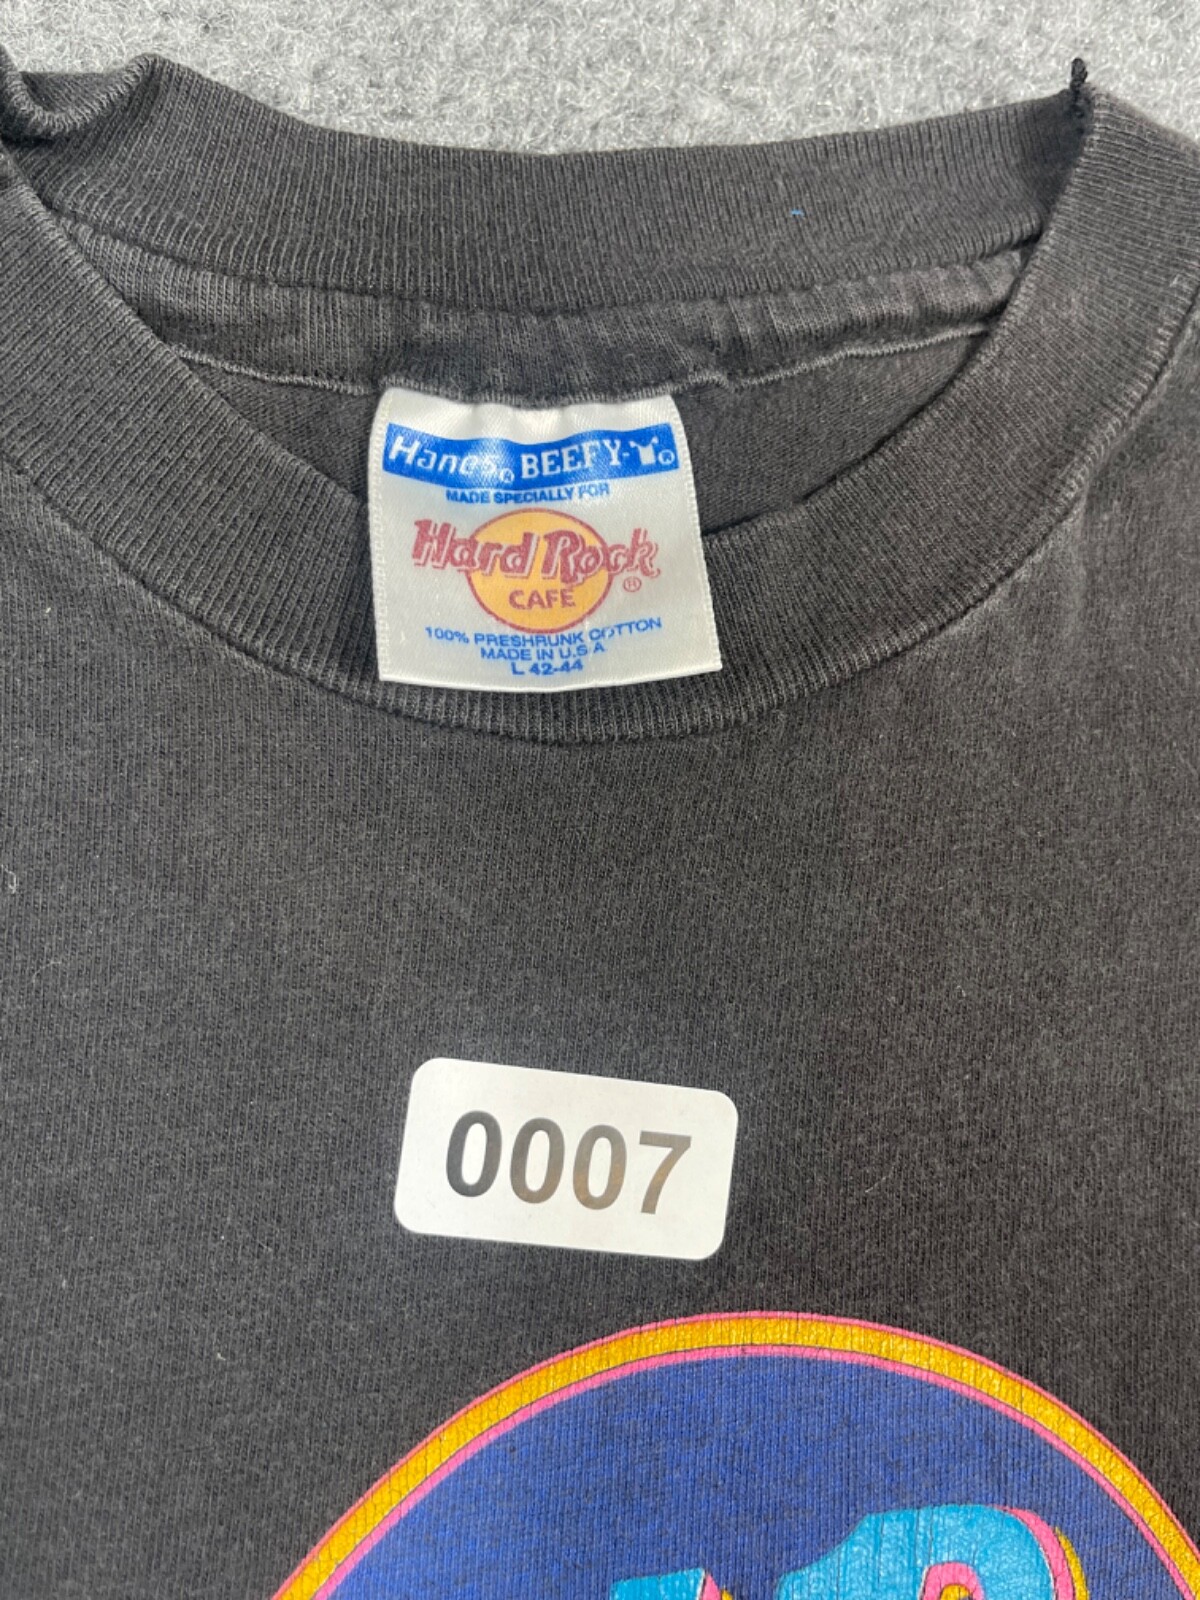 Hanes® BEEFY-T®
MADE SPECIALLY FOR
Hard Rock®
CAFE
100% PRESHRUNK COTTON
MADE IN U.S.A
L 42-44
0007